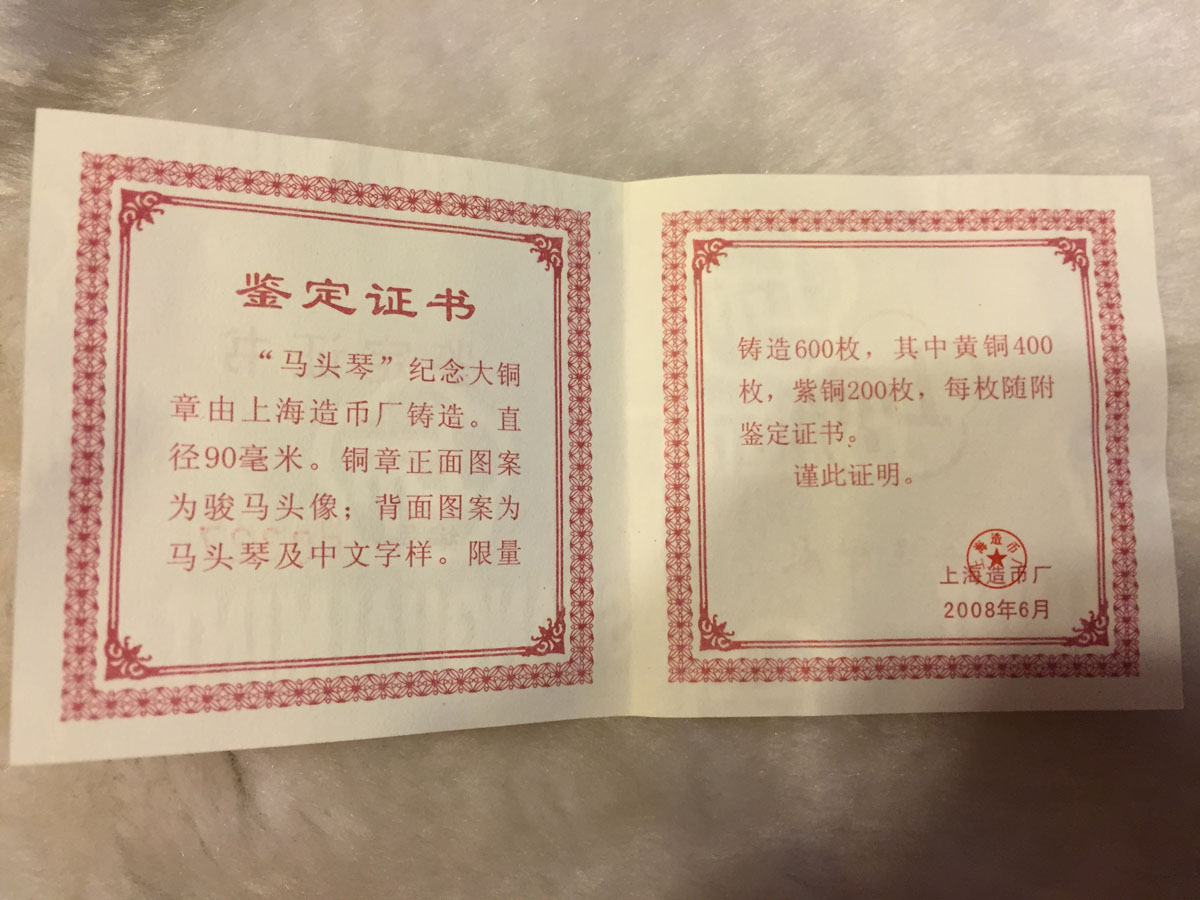 鉴定证书
“马头琴”纪念大铜
章由上海造币厂铸造。直
径90毫米。铜章正面图案
为骏马头像；背面图案为
马头琴及中文字样。限量
铸造600枚，其中黄铜400
枚，紫铜200枚，每枚随附
鉴定证书。
谨此证明。
上海造币厂
上海造币厂
2008年6月